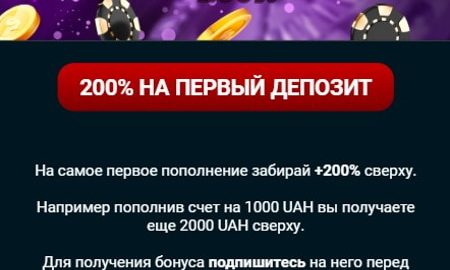 200% НА ПЕРВЫЙ ДЕПОЗИТ
На самое первое пополнение забирай +200% сверху.
Например пополнив счет на 1000 UAH вы получаете
еще 2000 UAH сверху.
Для получения бонуса подпишитесь на него перед